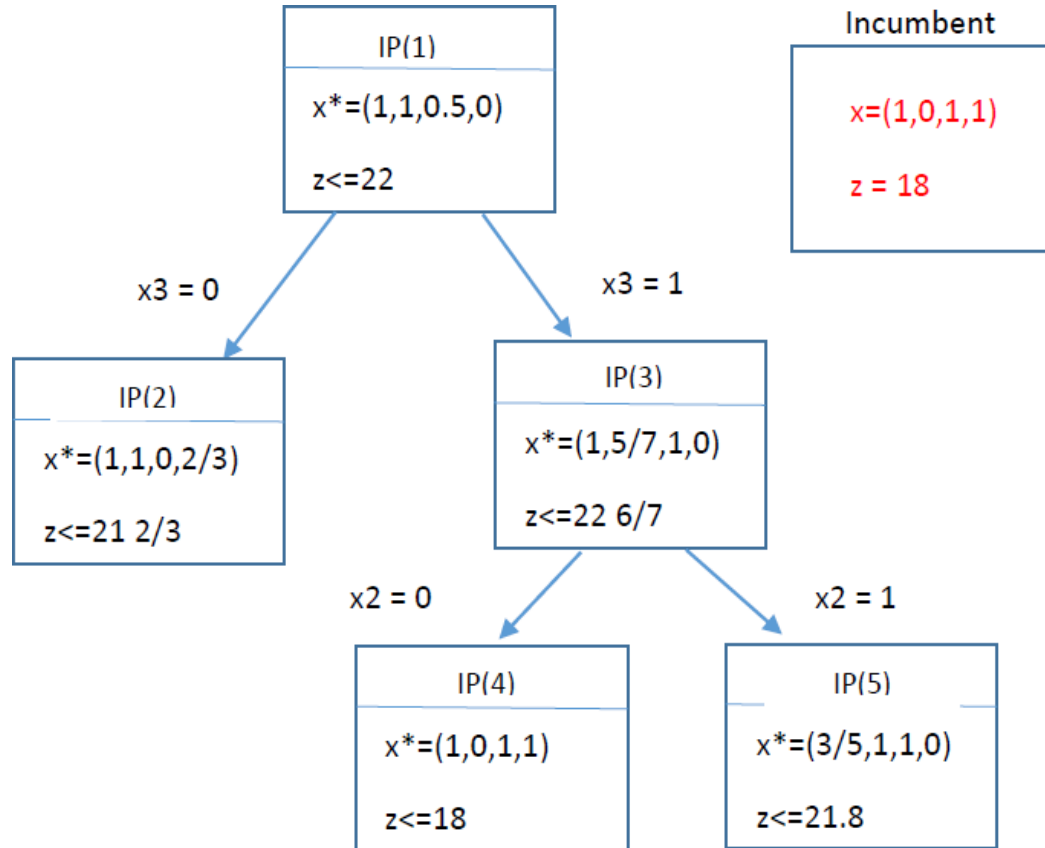 IP(1)
x*=(1,1,0.5,0)
z<=22
Incumbent
x=(1,0,1,1)
z = 18
x3 = 0
x3 = 1
IP(2)
x*=(1,1,0,2/3)
z<=21 2/3
IP(3)
x*=(1,5/7,1,0)
z<=22 6/7
x2 = 0
x2 = 1
IP(4)
x*=(1,0,1,1)
z<=18
IP(5)
x*=(3/5,1,1,0)
z<=21.8